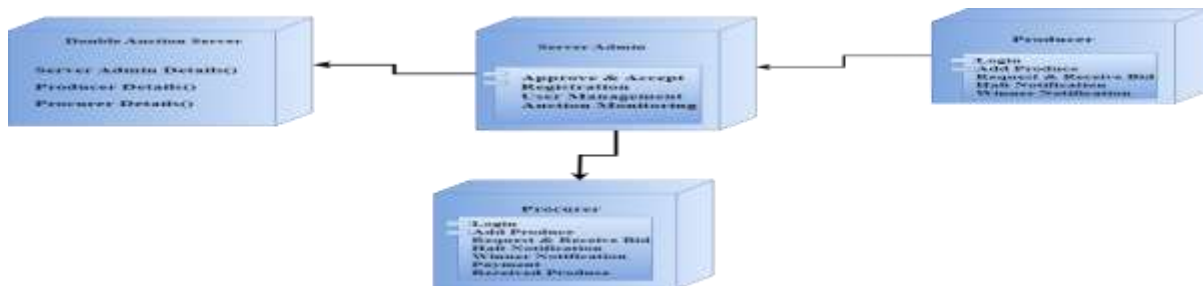 Double Auction Server
Server Admin Details()
Producer Details()
Procurer Details()
Server Admin
Approve & Accept
Registration
User Management
Auction Monitoring
Producer
Login
Add Produce
Request & Receive Bid
Halt Notification
Winner Notification
Procurer
Login
Add Produce
Request & Receive Bid
Halt Notification
Winner Notification
Payment
Received Produce